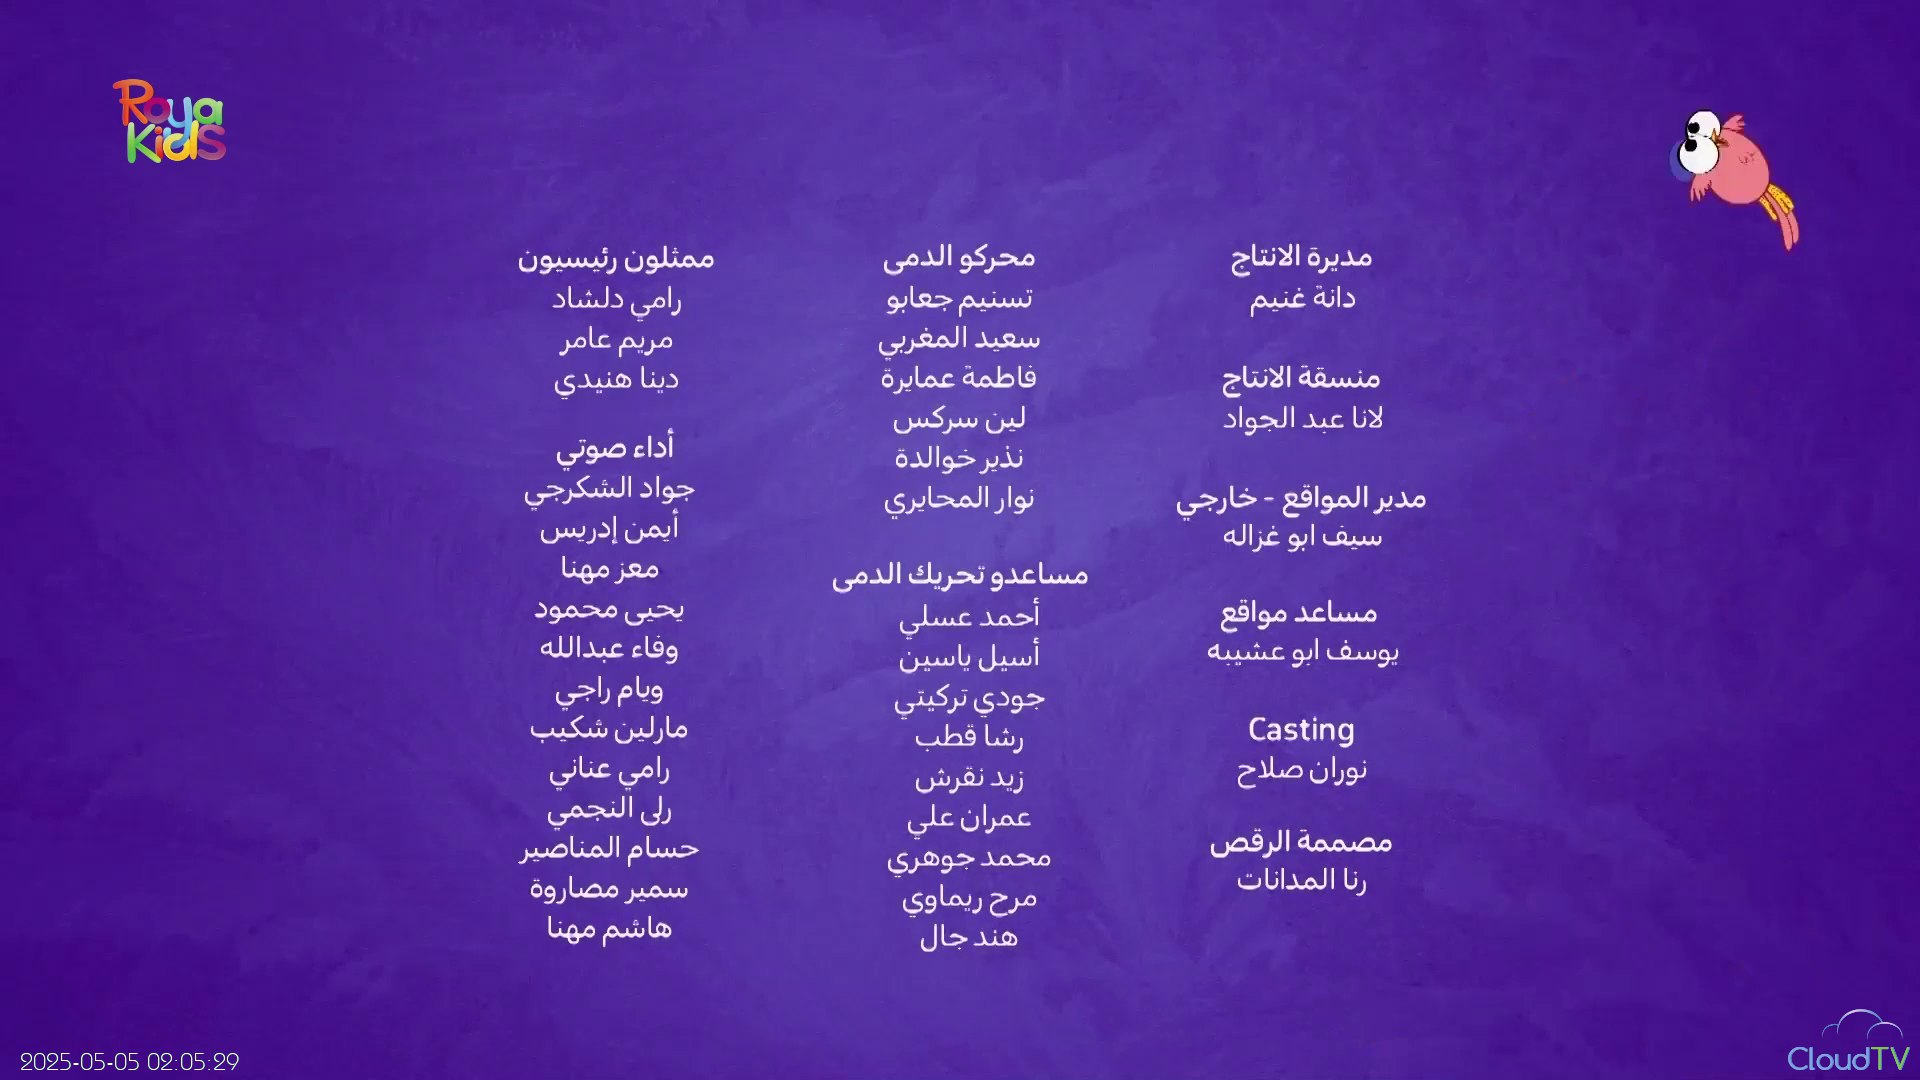 Roya
Kids
مديرة الانتاج
دانة غنيم
منسقة الانتاج
لانا عبد الجواد
مدير المواقع - خارجي
سيف ابو غزاله
مساعد مواقع
يوسف ابو عشيبه
Casting
نوران صلاح
مصممة الرقص
رنا المدانات
محركو الدمى
تسنيم جعابو
سعيد المغربي
فاطمة عمايرة
لين سركس
نذير خوالدة
نوار المحايري
مساعدو تحريك الدمى
أحمد عسلي
أسيل ياسين
جودي تركيتي
رشا قطب
زيد نقرش
عمران علي
محمد جوهري
مرح ريماوي
هند جال
ممثلون رئيسيون
رامي دلشاد
مريم عامر
دينا هنيدي
أداء صوتي
جواد الشكرجي
أيمن إدريس
معز مهنا
يحيى محمود
وفاء عبدالله
ويام راجي
مارلين شكيب
رامي عناني
رلى النجمي
حسام المناصير
سمير مصاروة
هاشم مهنا
2025-05-05 02:05:29
CloudTV